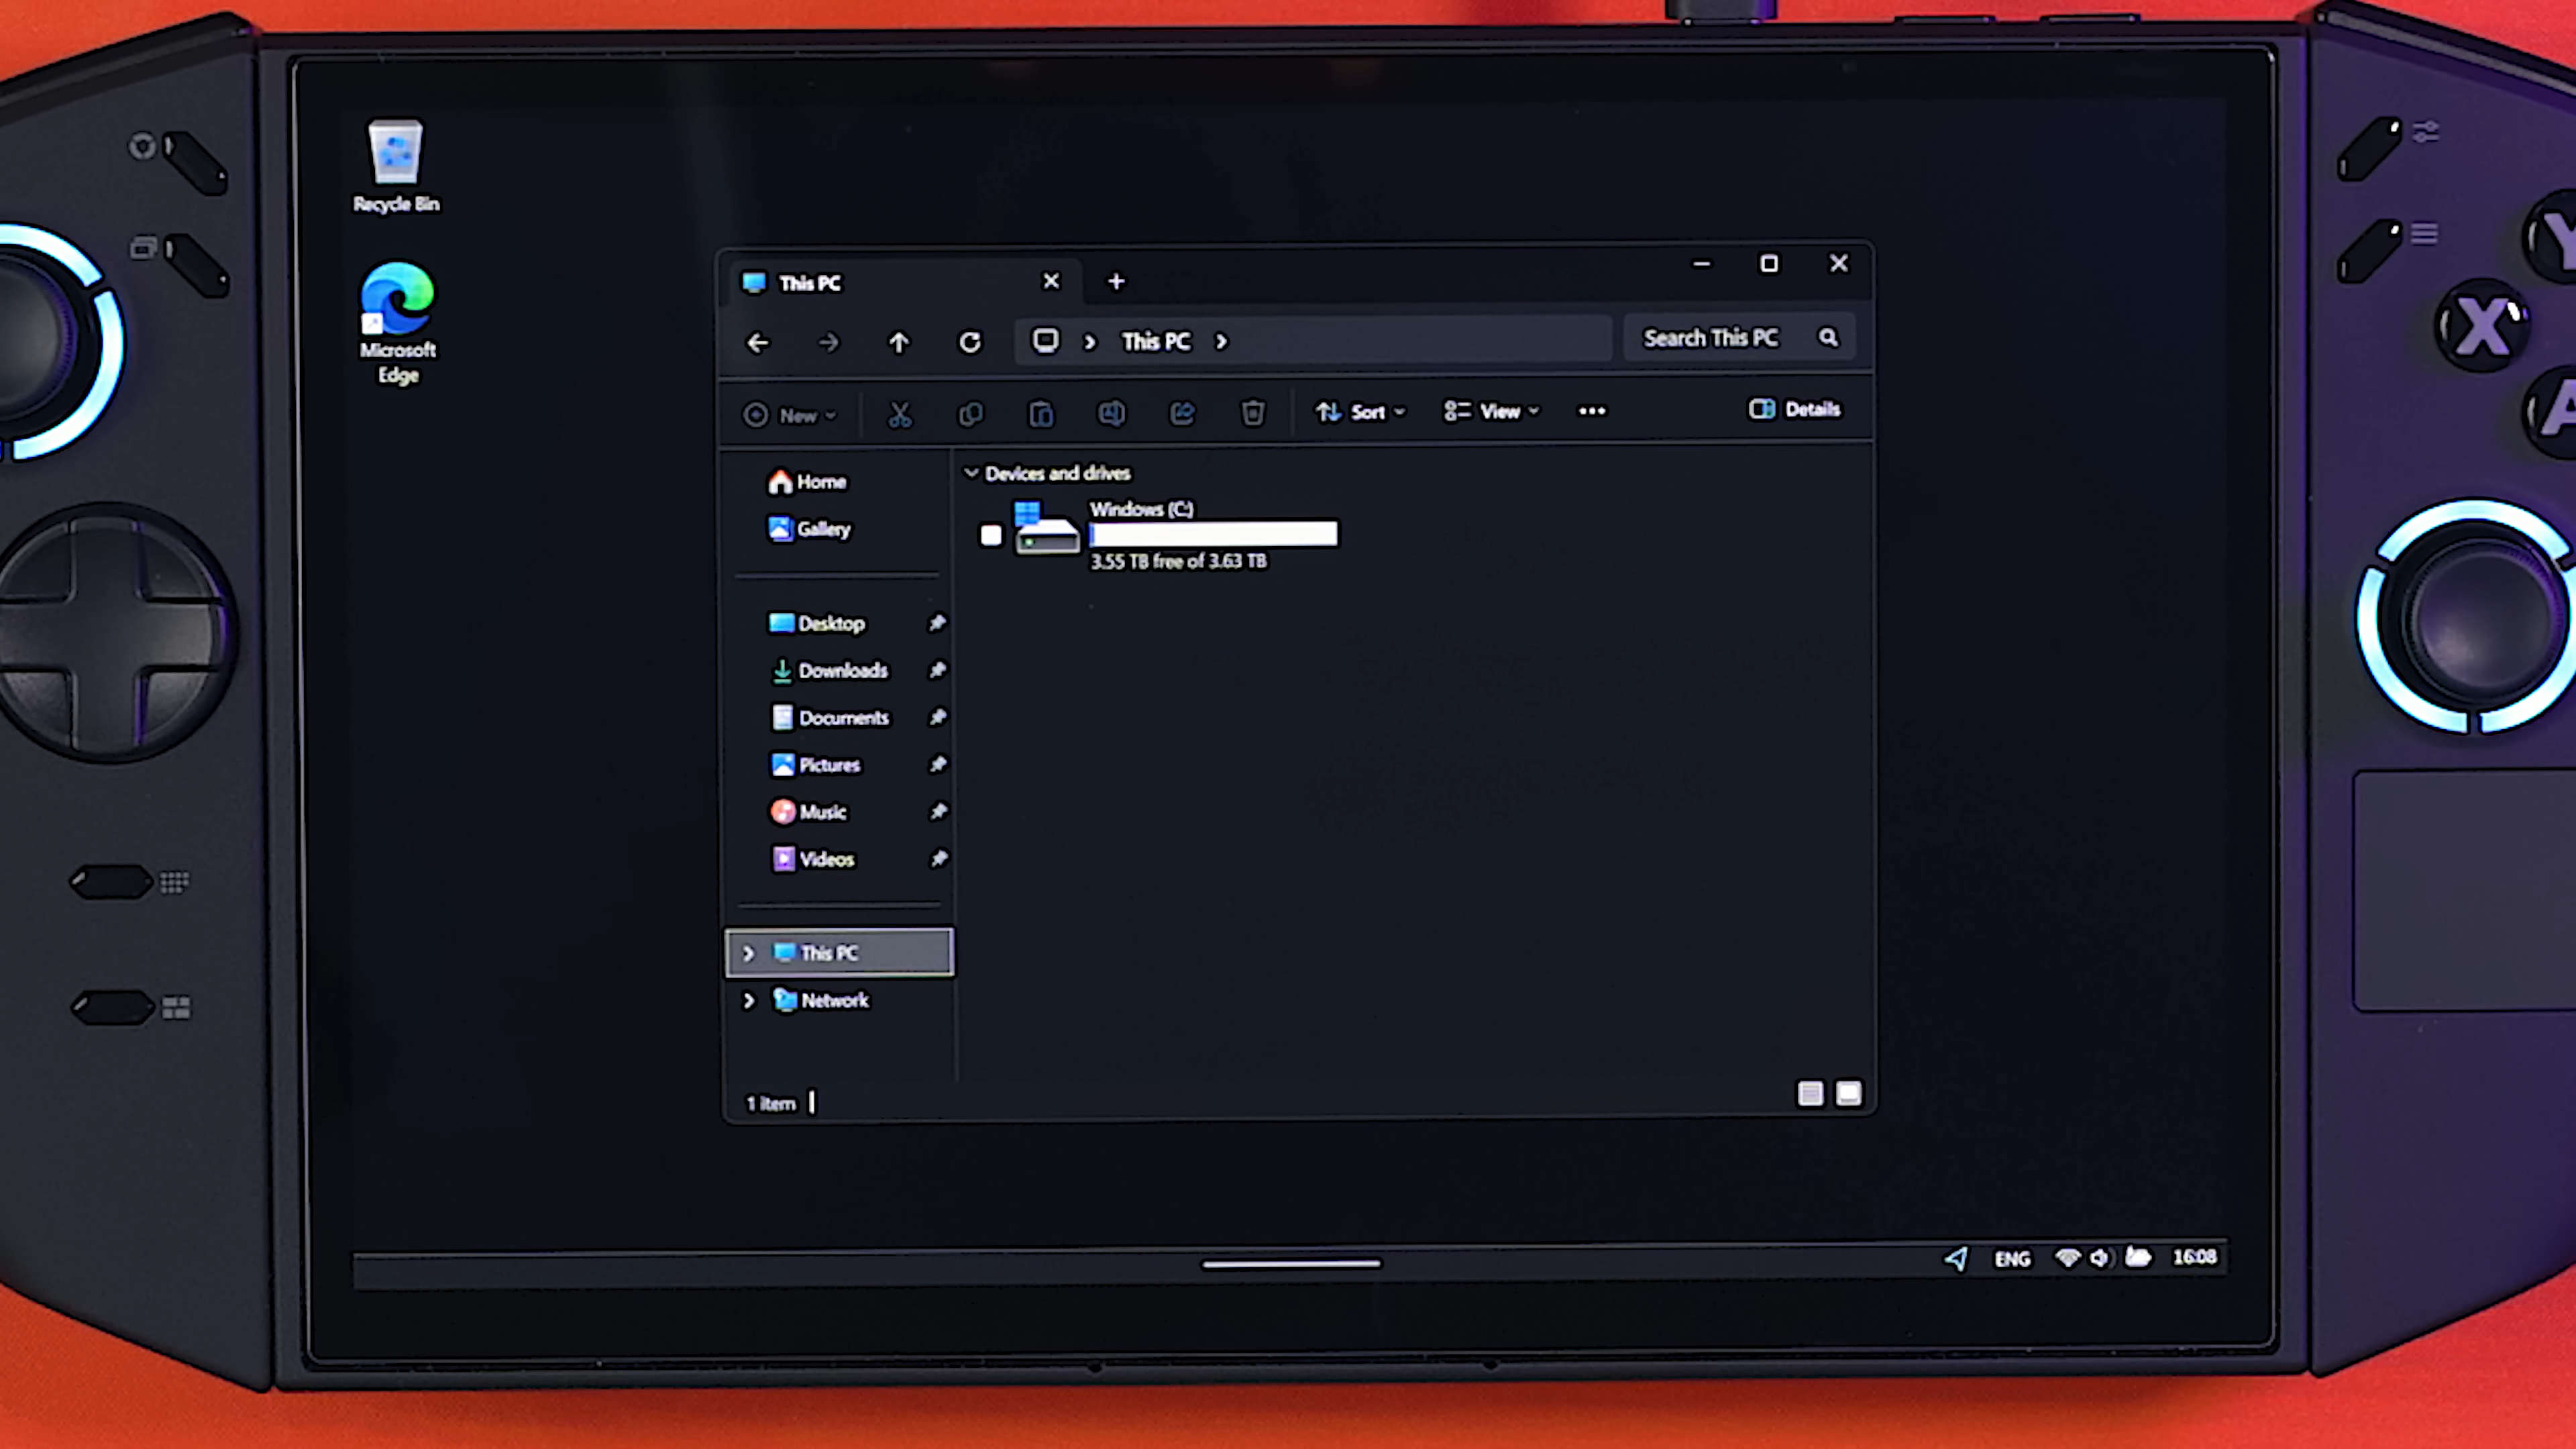 Recycle Bin
Microsoft
Edge
This PC
This PC
Search This PC
New
Sort
View
Details
Home
Gallery
Desktop
Downloads
Documents
Pictures
Music
Videos
This PC
Network
Devices and drives
Windows (C:)
3.55 TB free of 3.63 TB
1 item
ENG
16:08
Y
X
A